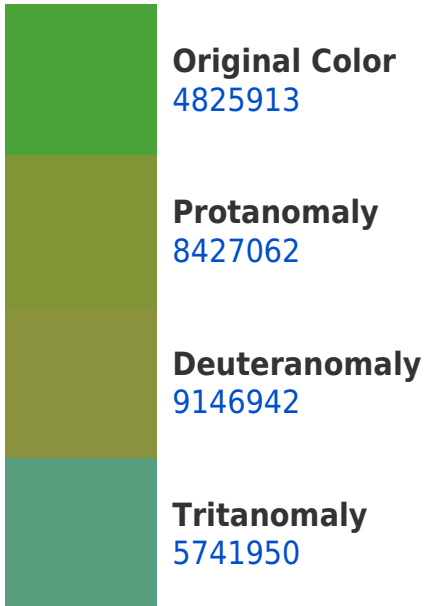 Original Color
4825913
Protanomaly
8427062
Deuteranomaly
9146942
Tritanomaly
5741950